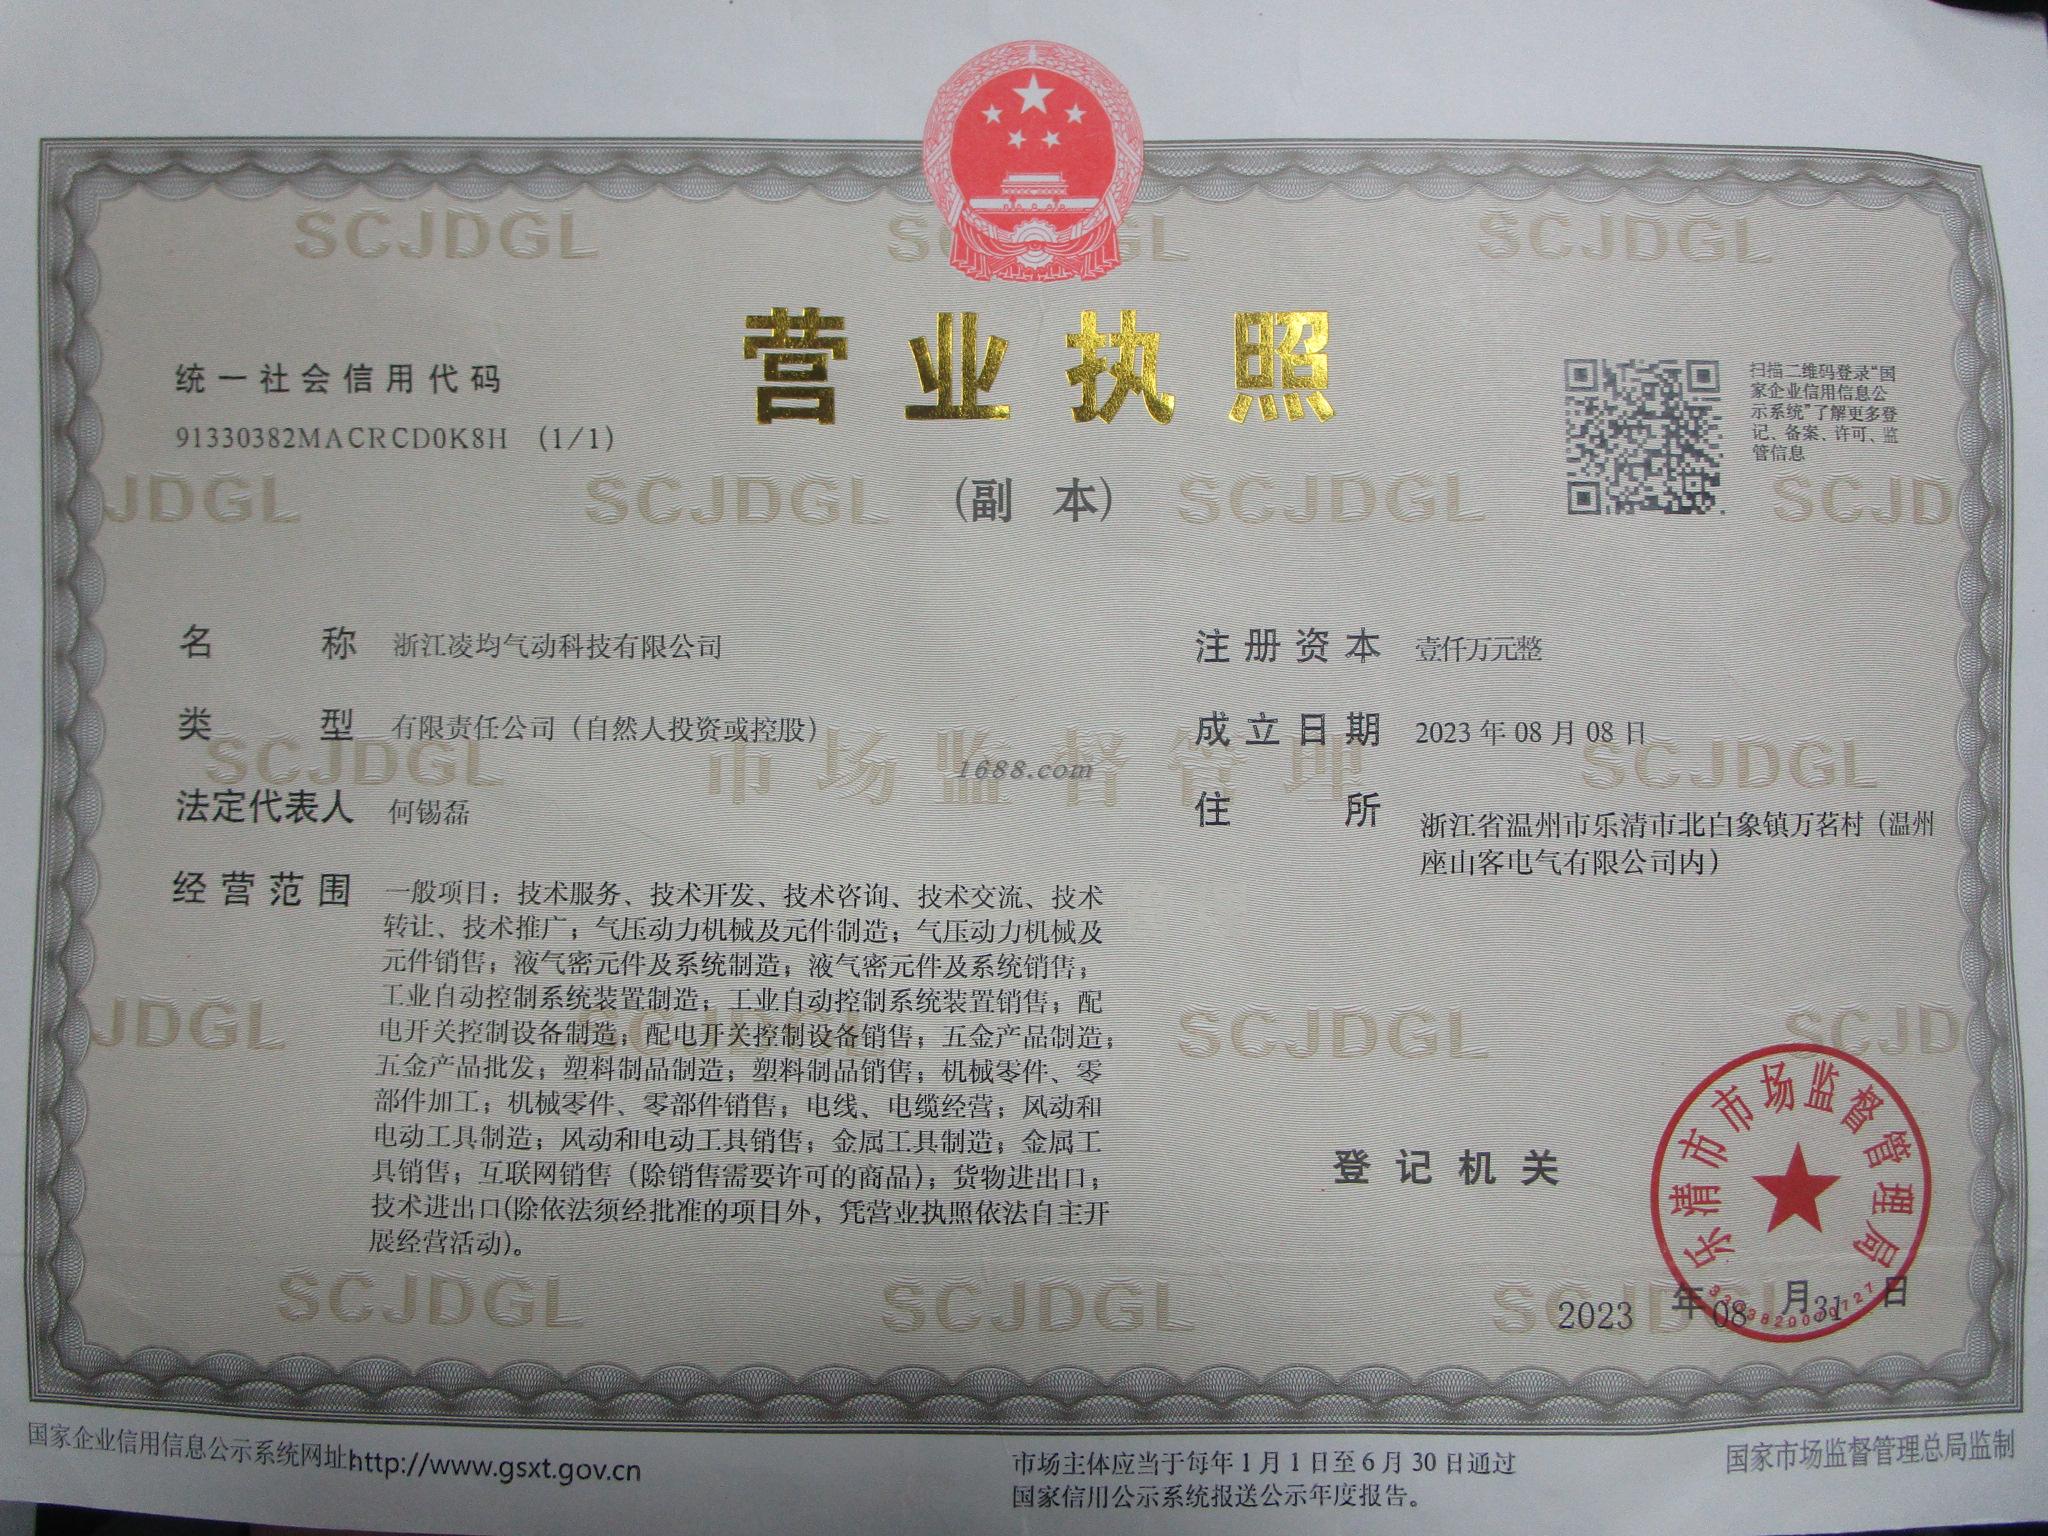 SCJDGL
SCJDGL
营业执照
(副 本)
统一社会信用代码
91330382MACRCD0K8H (1/1)
扫描二维码登录“国
家企业信用信息公
示系统”了解更多登
记、备案、许可、监
管信息
JDGL
SCJDGL
SCJDGL
SCJD
名 称 浙江凌均气动科技有限公司
类 型 有限责任公司（自然人投资或控股）
法定代表人 何锡磊
经营范围 一般项目：技术服务、技术开发、技术咨询、技术交流、技术
转让、技术推广；气压动力机械及元件制造；气压动力机械及
元件销售；液气密元件及系统制造；液气密元件及系统销售；
工业自动控制系统装置制造；工业自动控制系统装置销售；配
电开关控制设备制造；配电开关控制设备销售；五金产品制造；
五金产品批发；塑料制品制造；塑料制品销售；机械零件、零
部件加工；机械零件、零部件销售；电线、电缆经营；风动和
电动工具制造；风动和电动工具销售；金属工具制造；金属工
具销售；互联网销售（除销售需要许可的商品）；货物进出口；
技术进出口(除依法须经批准的项目外，凭营业执照依法自主开
展经营活动)。
注册资本 壹仟万元整
成立日期 2023年08月08日
住 所 浙江省温州市乐清市北白象镇万茗村（温州
座山客电气有限公司内）
SCJDGL
市场监督管理
SCJDGL
1688.com
JDGL
SCJDGL
SCJD
登记机关
乐清市市场监督管理局
2023 年 08 月 31 日
SCJDGL
SCJDGL
国家企业信用信息公示系统网址http://www.gsxt.gov.cn
市场主体应当于每年1月1日至6月30日通过
国家信用公示系统报送公示年度报告。
国家市场监督管理总局监制